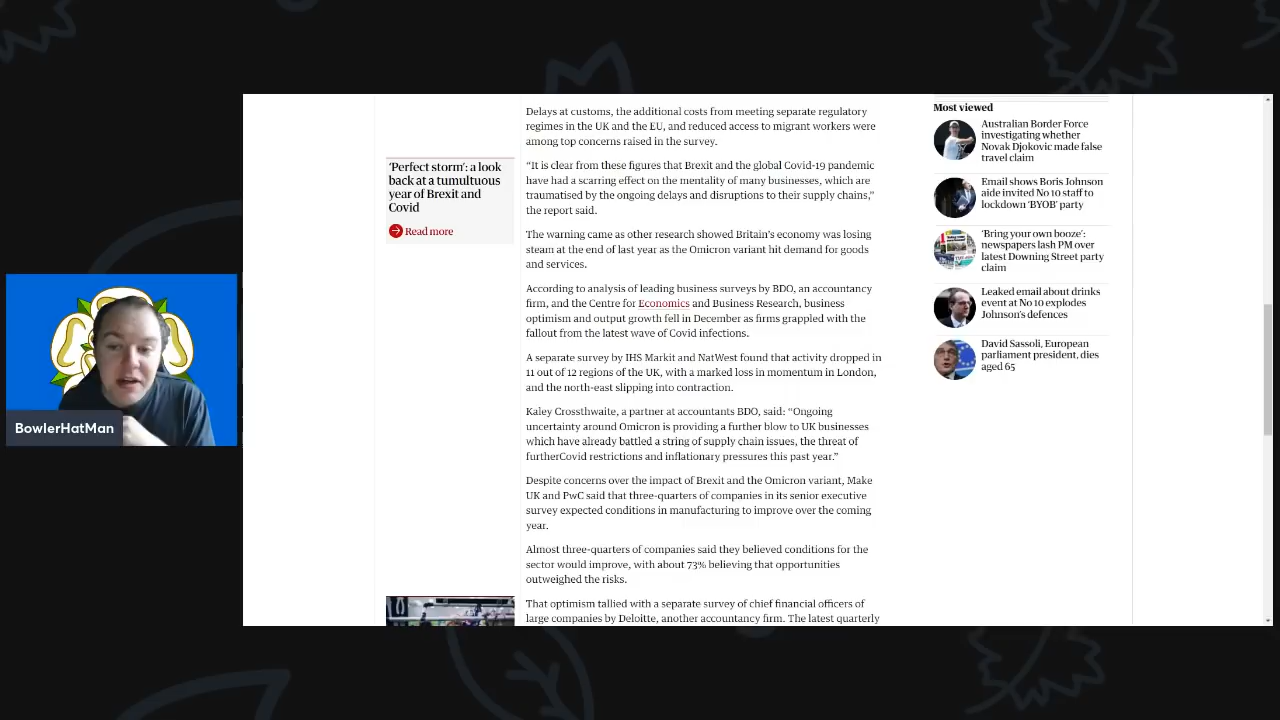 Delays at customs, the additional costs from meeting separate regulatory
regimes in the UK and the EU, and reduced access to migrant workers were
among top concerns raised in the survey.
“It is clear from these figures that Brexit and the global Covid-19 pandemic
have had a scarring effect on the mentality of many businesses, which are
traumatised by the ongoing delays and disruptions to their supply chains,”
the report said.
The warning came as other research showed Britain’s economy was losing
steam at the end of last year as the Omicron variant hit demand for goods
and services.
According to analysis of leading business surveys by BDO, an accountancy
firm, and the Centre for Economics and Business Research, business
optimism and output growth fell in December as firms grappled with the
fallout from the latest wave of Covid infections.
A separate survey by IHS Markit and NatWest found that activity dropped in
11 out of 12 regions of the UK, with a marked loss in momentum in London,
and the north-east slipping into contraction.
Kaley Crossthwaite, a partner at accountants BDO, said: “Ongoing
uncertainty around Omicron is providing a further blow to UK businesses
which have already battled a string of supply chain issues, the threat of
furtherCovid restrictions and inflationary pressures this past year.”
Despite concerns over the impact of Brexit and the Omicron variant, Make
UK and PwC said that three-quarters of companies in its senior executive
survey expected conditions in manufacturing to improve over the coming
year.
Almost three-quarters of companies said they believed conditions for the
sector would improve, with about 73% believing that opportunities
outweighed the risks.
That optimism tallied with a separate survey of chief financial officers of
large companies by Deloitte, another accountancy firm. The latest quarterly
‘Perfect storm’: a look
back at a tumultuous
year of Brexit and
Covid
Read more
Most viewed
Australian Border Force
investigating whether
Novak Djokovic made false
travel claim
Email shows Boris Johnson
aide invited No 10 staff to
lockdown ‘BYOB’ party
‘Bring your own booze’:
newspapers lash PM over
latest Downing Street party
claim
Leaked email about drinks
event at No 10 explodes
Johnson’s defences
David Sassoli, European
parliament president, dies
aged 65
BowlerHatMan